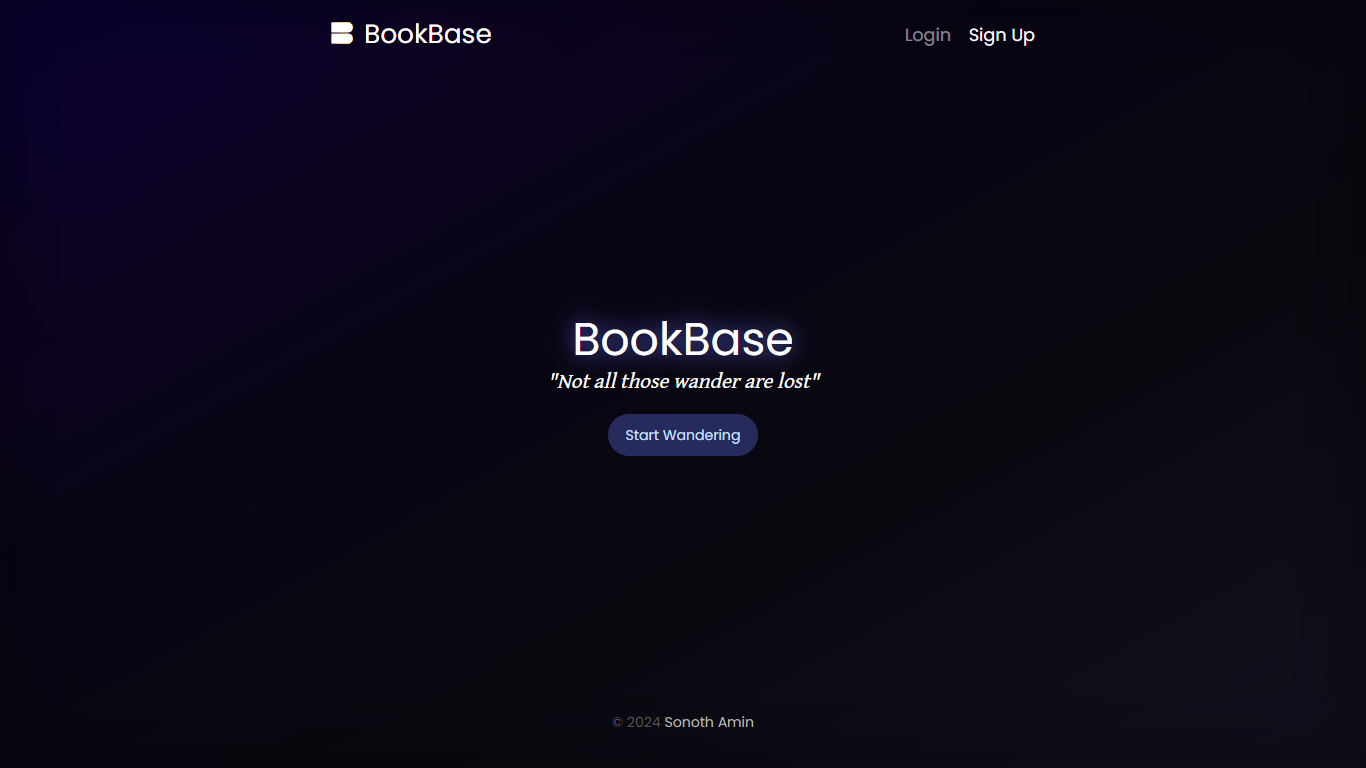 BookBase
Login Sign Up
BookBase
"Not all those wander are lost"
Start Wandering
© 2024 Sonoth Amin